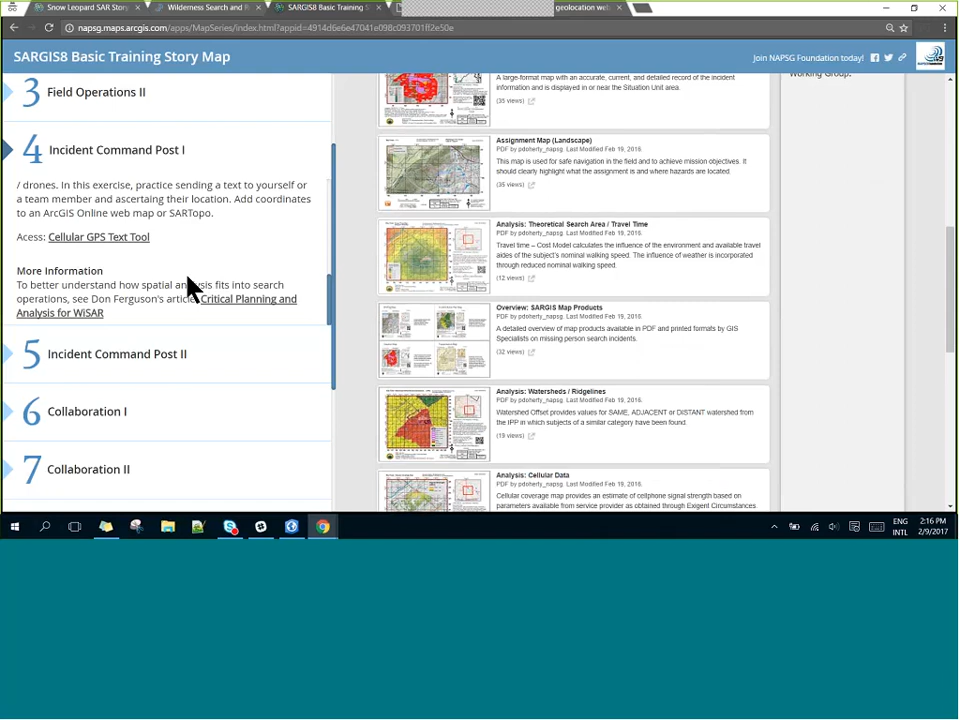 Snow Leopard SAR Story
Wilderness Search and R
SARGIS8 Basic Training S
geolocation web
napsg.maps.arcgis.com/apps/MapSeries/index.html?appid=4914d6e6e47041e098c093701ff2e50e
SARGIS8 Basic Training Story Map
Join NAPSG Foundation today!
3 Field Operations II
4 Incident Command Post I
/ drones. In this exercise, practice sending a text to yourself or
a team member and ascertaing their location. Add coordinates
to an ArcGIS Online web map or SARTopo.
Acess: Cellular GPS Text Tool
More Information
To better understand how spatial analysis fits into search
operations, see Don Ferguson's article Critical Planning and
Analysis for WiSAR
5 Incident Command Post II
6 Collaboration I
7 Collaboration II
A large-format map with an accurate, current, and detailed record of the incident
and is displayed in or near the Situation Unit area.
(35 views)
Assignment Map (Landscape)
PDF by pdoherty_napsg. Last Modified Feb 19, 2016.
This map is used for safe navigation in the field and to achieve mission objectives. It
should clearly highlight what the assignment is and where hazards are located.
(35 views)
Analysis: Theoretical Search Area / Travel Time
PDF by pdoherty_napsg. Last Modified Feb 19, 2016.
Travel time – Cost Model calculates the influence of the environment and available travel
aides of the subject's nominal walking speed. The influence of weather is incorporated
through reduced nominal walking speed.
(12 views)
Overview: SARGIS Map Products
PDF by pdoherty_napsg. Last Modified Feb 19, 2016.
A detailed overview of map products available in PDF and printed formats by GIS
Specialists on missing person search incidents.
(32 views)
Analysis: Watersheds / Ridgelines
PDF by pdoherty_napsg. Last Modified Feb 19, 2016.
Watershed Offset provides values for SAME, ADJACENT or DISTANT watershed from
the IPP in which subjects of a similar category have been found.
(19 views)
Analysis: Cellular Data
PDF by pdoherty_napsg. Last Modified Feb 19, 2016.
Cellular coverage map provides an estimate of cellphone signal strength based on
parameters available from service provider as obtained through Exigent Circumstances.
Working Group.
ENG
INTL
2:16 PM
2/9/2017